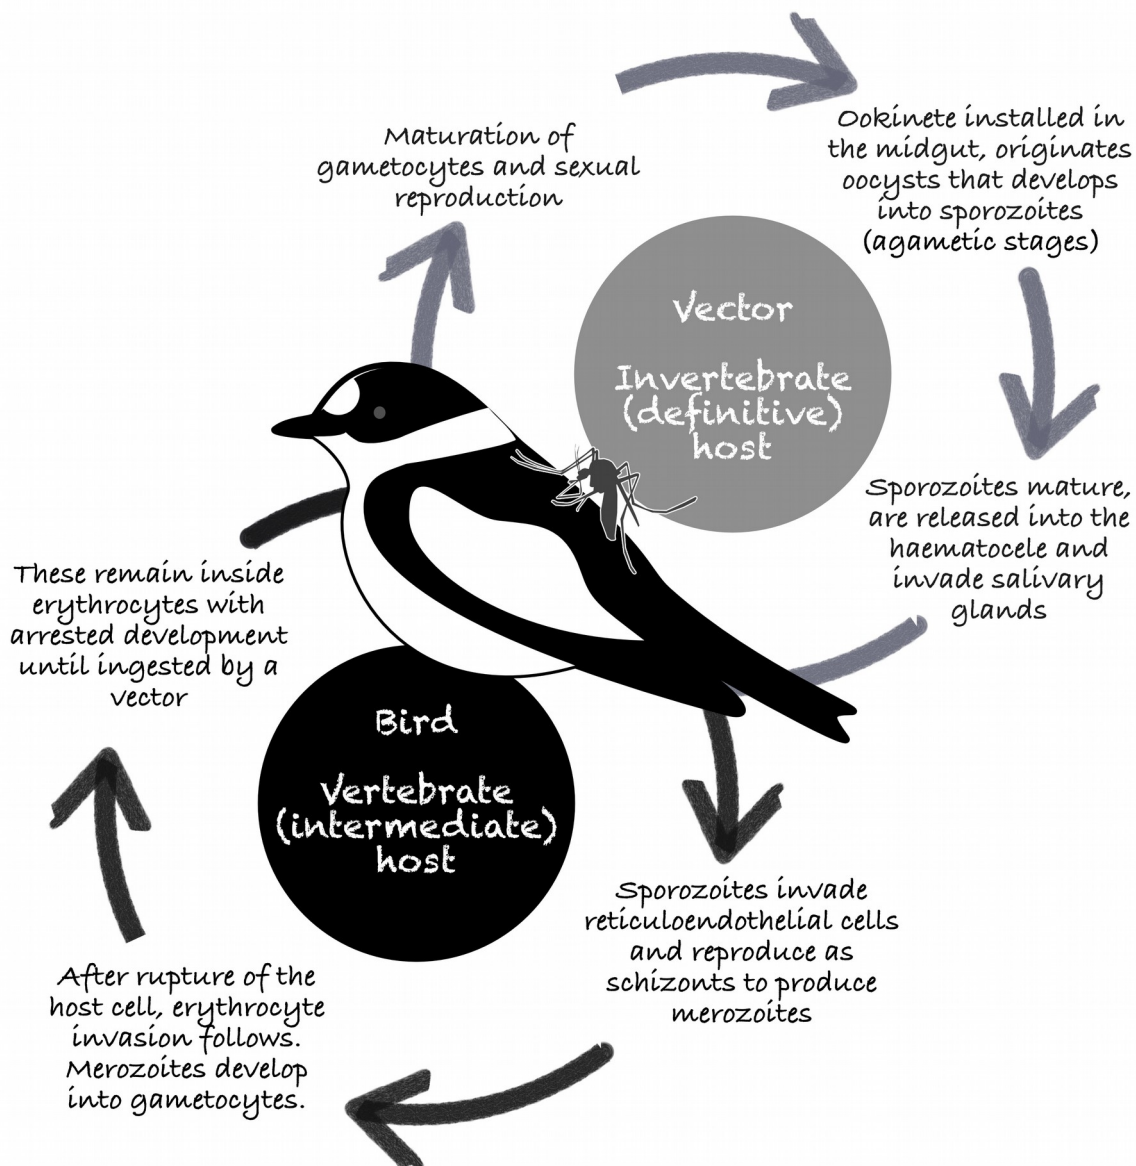 Maturation of
gametocytes and sexual
reproduction
Ookinete installed in
the midgut, originates
oocysts that develops
into sporozoites
(agametic stages)
Vector
Invertebrate
(definitive)
host
Sporozoites mature,
are released into the
haematocele and
invade salivary
glands
These remain inside
erythrocytes with
arrested development
until ingested by a
vector
Bird
Vertebrate
(intermediate)
host
Sporozoites invade
reticuloendothelial cells
and reproduce as
schizonts to produce
merozoites
After rupture of the
host cell, erythrocyte
invasion follows.
Merozoites develop
into gametocytes.